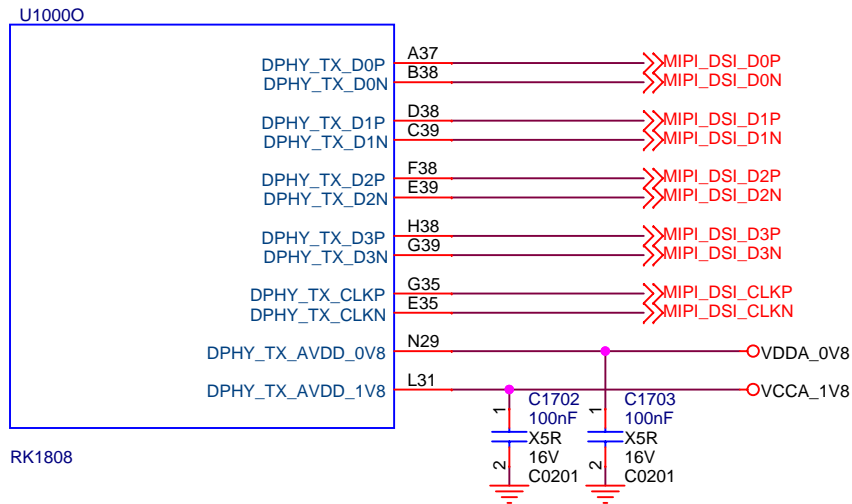 U1000O
DPHY_TX_D0P A37 MIPI_DSI_D0P
DPHY_TX_D0N B38 MIPI_DSI_D0N
DPHY_TX_D1P D38 MIPI_DSI_D1P
DPHY_TX_D1N C39 MIPI_DSI_D1N
DPHY_TX_D2P F38 MIPI_DSI_D2P
DPHY_TX_D2N E39 MIPI_DSI_D2N
DPHY_TX_D3P H38 MIPI_DSI_D3P
DPHY_TX_D3N G39 MIPI_DSI_D3N
DPHY_TX_CLKP G35 MIPI_DSI_CLKP
DPHY_TX_CLKN E35 MIPI_DSI_CLKN
DPHY_TX_AVDD_0V8 N29 VDDA_0V8
DPHY_TX_AVDD_1V8 L31 VCCA_1V8
1 C1702 1 C1703
100nF 100nF
X5R X5R
2 16V 2 16V
C0201 C0201
RK1808